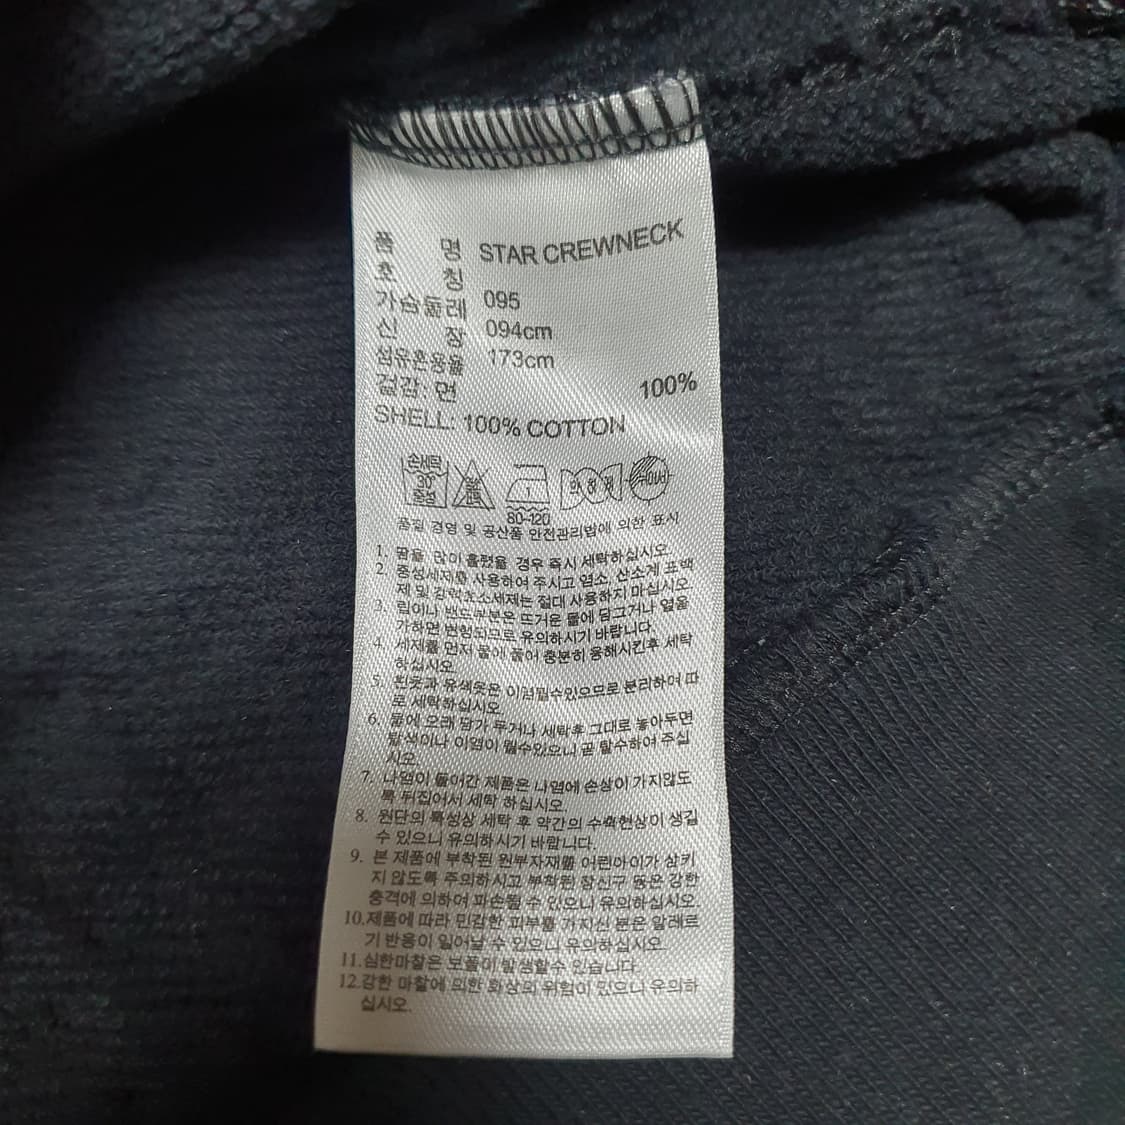 품 명 STAR CREWNECK
호 칭
가슴둘레 095
신 장 094cm
섬유혼용율 173cm
겉감: 면 100%
SHELL: 100% COTTON
손세탁
30°
중성
80-120
품질 경영 및 공산품 안전관리법에 의한 표시
1. 땀을 많이 흘렸을 경우 즉시 세탁하십시오.
2. 중성세제를 사용하여 주시고 염소, 산소계 표백
제 및 강력효소세제는 절대 사용하지 마십시오
3. 립이나 밴드부분은 뜨거운 물에 담그거나 열을
가하면 변형되므로 유의하시기 바랍니다.
4. 세제를 먼저 물에 풀어 충분히 용해시킨후 세탁
하십시오.
5. 흰옷과 유색옷은 이염될수있으므로 분리하여 따
로 세탁하십시오.
6. 물에 오래 담가 두거나 세탁후 그대로 놓아두면
탈색이나 이염이 될수있으니 곧 탈수하여 주십
시오.
7. 나염이 들어간 제품은 나염에 손상이 가지않도
록 뒤집어서 세탁 하십시오.
8. 원단의 특성상 세탁 후 약간의 수축현상이 생길
수 있으니 유의하시기 바랍니다.
9. 본 제품에 부착된 원부자재를 어린아이가 삼키
지 않도록 주의하시고 부착된 장신구 등은 강한
충격에 의하여 파손될 수 있으니 유의하십시오.
10.제품에 따라 민감한 피부를 가지신 분은 알레르
기 반응이 일어날 수 있으니 유의하십시오.
11.심한마찰은 보풀이 발생할수 있습니다.
12.강한 마찰에 의한 화상의 위험이 있으니 유의하
십시오.